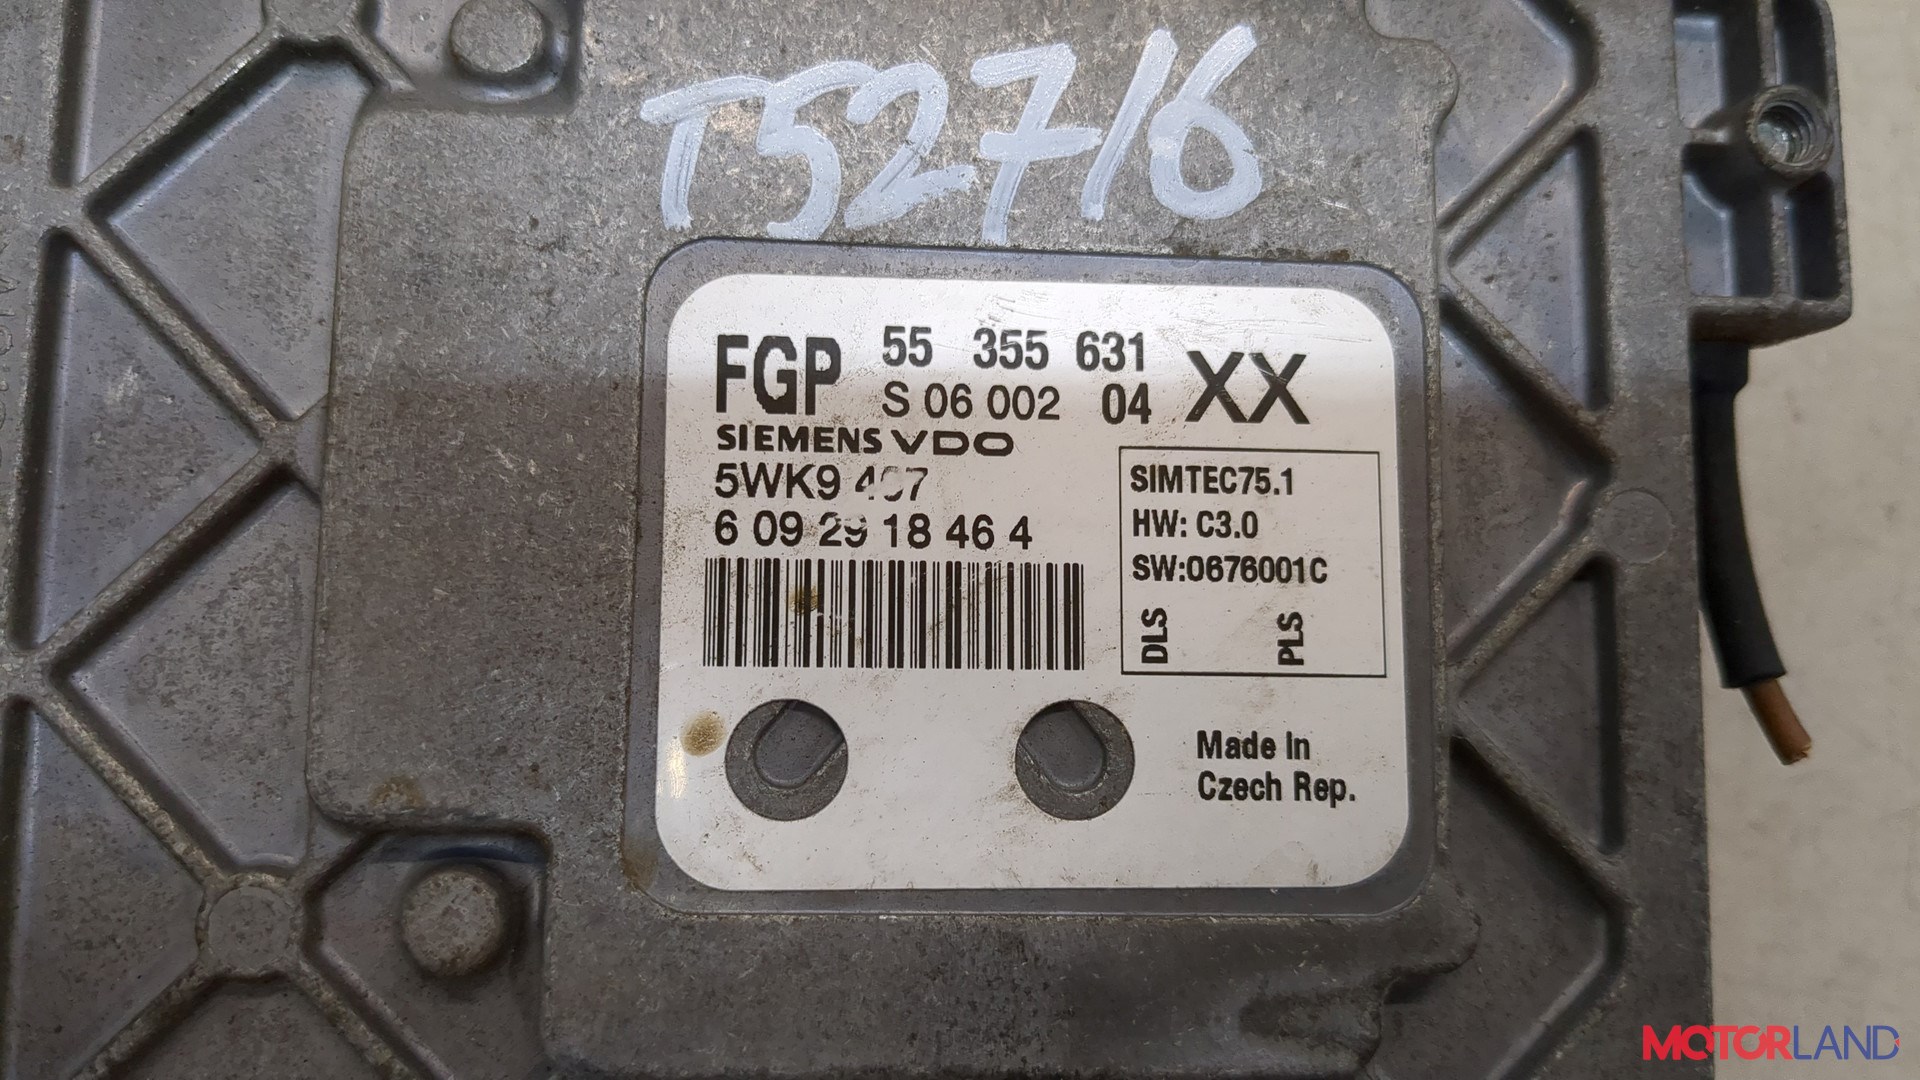 T52716
FGP 55 355 631 XX
S 06 002 04
SIEMENS VDO
5WK9
6 09 29 18 46 4
SIMTEC75.1
HW: C3.0
SW:0676001C
DLS PLS
Made In
Czech Rep.
MOTORLAND